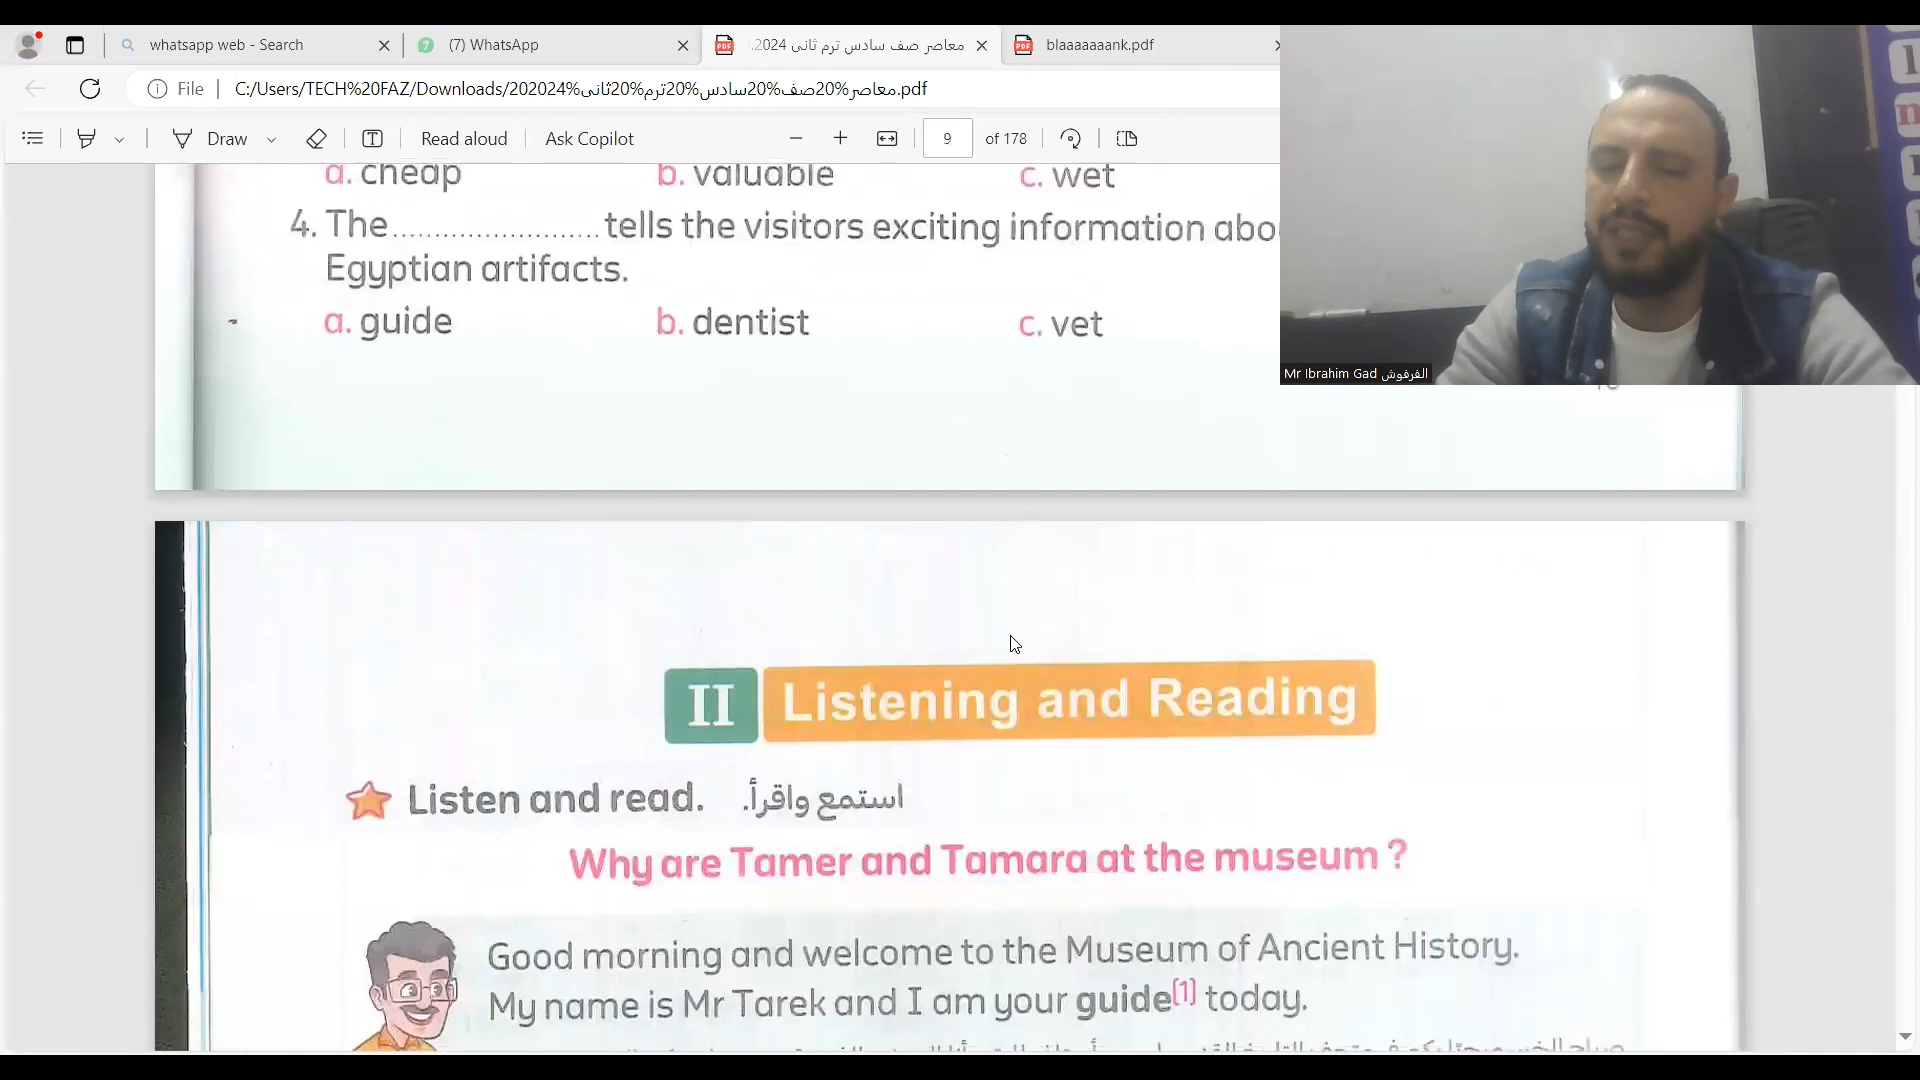 whatsapp web - Search
(7) WhatsApp
معاصر صف سادس ترم ثانى 2024.
blaaaaaaank.pdf
File
C:/Users/TECH%20FAZ/Downloads/202024%معاصر%20صف%20سادس%20ترم%20ثانى.pdf
Draw
Read aloud
Ask Copilot
9
of 178
a. cheap b. valuable c. wet
4. The........................ tells the visitors exciting information
Egyptian artifacts.
a. guide b. dentist c. vet
Mr Ibrahim Gad الفرفوش
II Listening and Reading
Listen and read. استمع واقرأ.
Why are Tamer and Tamara at the museum ?
Good morning and welcome to the Museum of Ancient History.
My name is Mr Tarek and I am your guide[1] today.